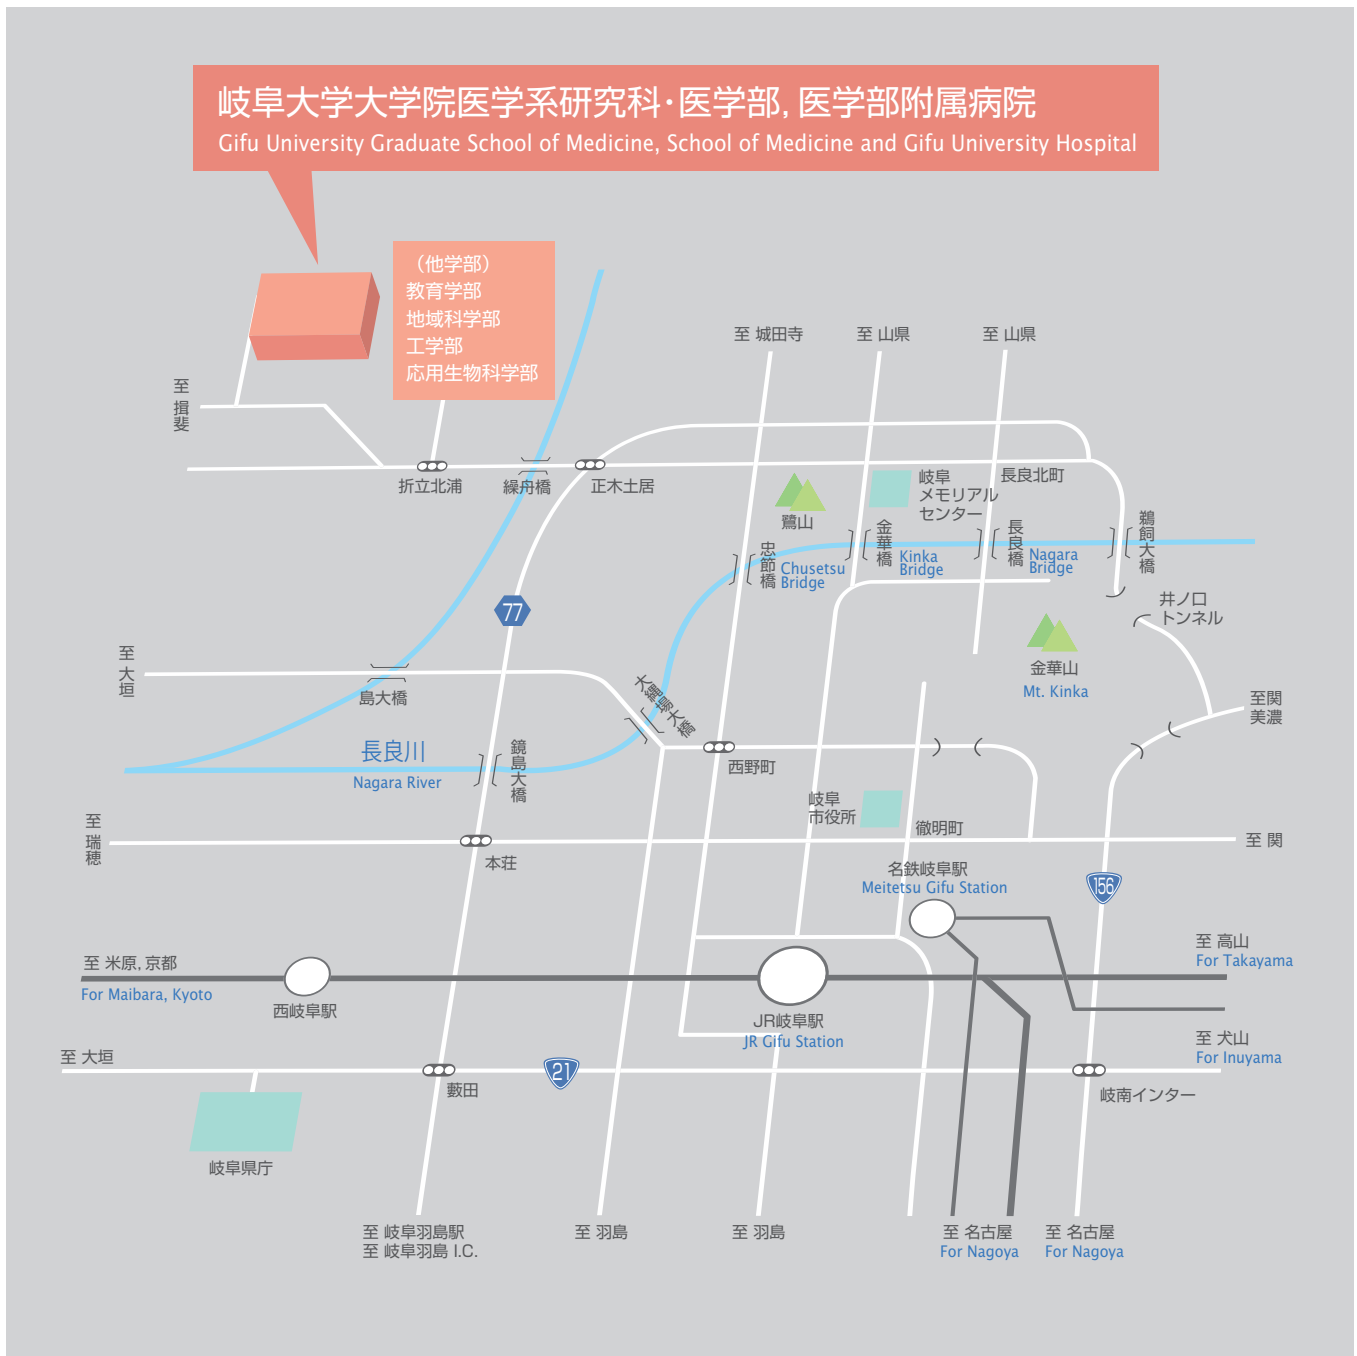 岐阜大学大学院医学系研究科・医学部, 医学部附属病院
Gifu University Graduate School of Medicine, School of Medicine and Gifu University Hospital
（他学部）
教育学部
地域科学部
工学部
応用生物科学部
至 城田寺
至 山県
至 山県
至 揖斐
折立北浦
繰舟橋
正木土居
鷺山
岐阜
メモリアル
センター
長良北町
忠節橋
Chusetsu
Bridge
金華橋
Kinka
Bridge
長良橋
Nagara
Bridge
鵜飼大橋
井ノ口
トンネル
77
金華山
Mt. Kinka
至 大垣
島大橋
大縄場大橋
至関
美濃
長良川
Nagara River
鏡島大橋
西野町
岐阜
市役所
徹明町
至 瑞穂
本荘
至 関
名鉄岐阜駅
Meitetsu Gifu Station
156
至 米原, 京都
For Maibara, Kyoto
西岐阜駅
JR岐阜駅
JR Gifu Station
至 高山
For Takayama
至 犬山
For Inuyama
至 大垣
藪田
21
岐南インター
岐阜県庁
至 岐阜羽島駅
至 岐阜羽島 I.C.
至 羽島
至 羽島
至 名古屋
For Nagoya
至 名古屋
For Nagoya